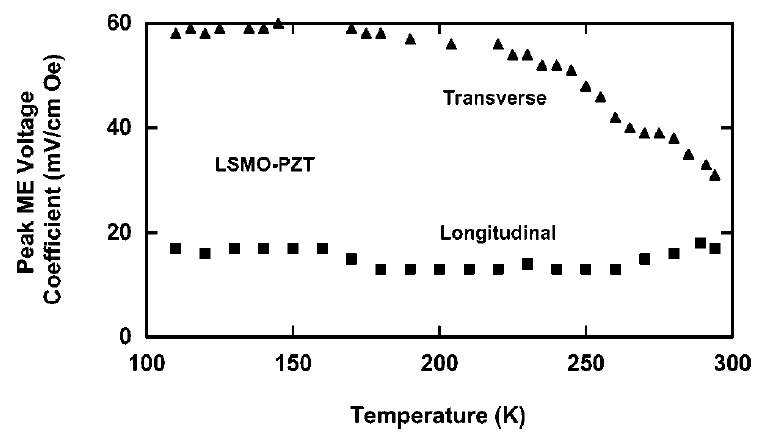 Peak ME Voltage
Coefficient (mV/cm Oe)
60
40
20
0
Transverse
LSMO-PZT
Longitudinal
100
150
200
250
300
Temperature (K)